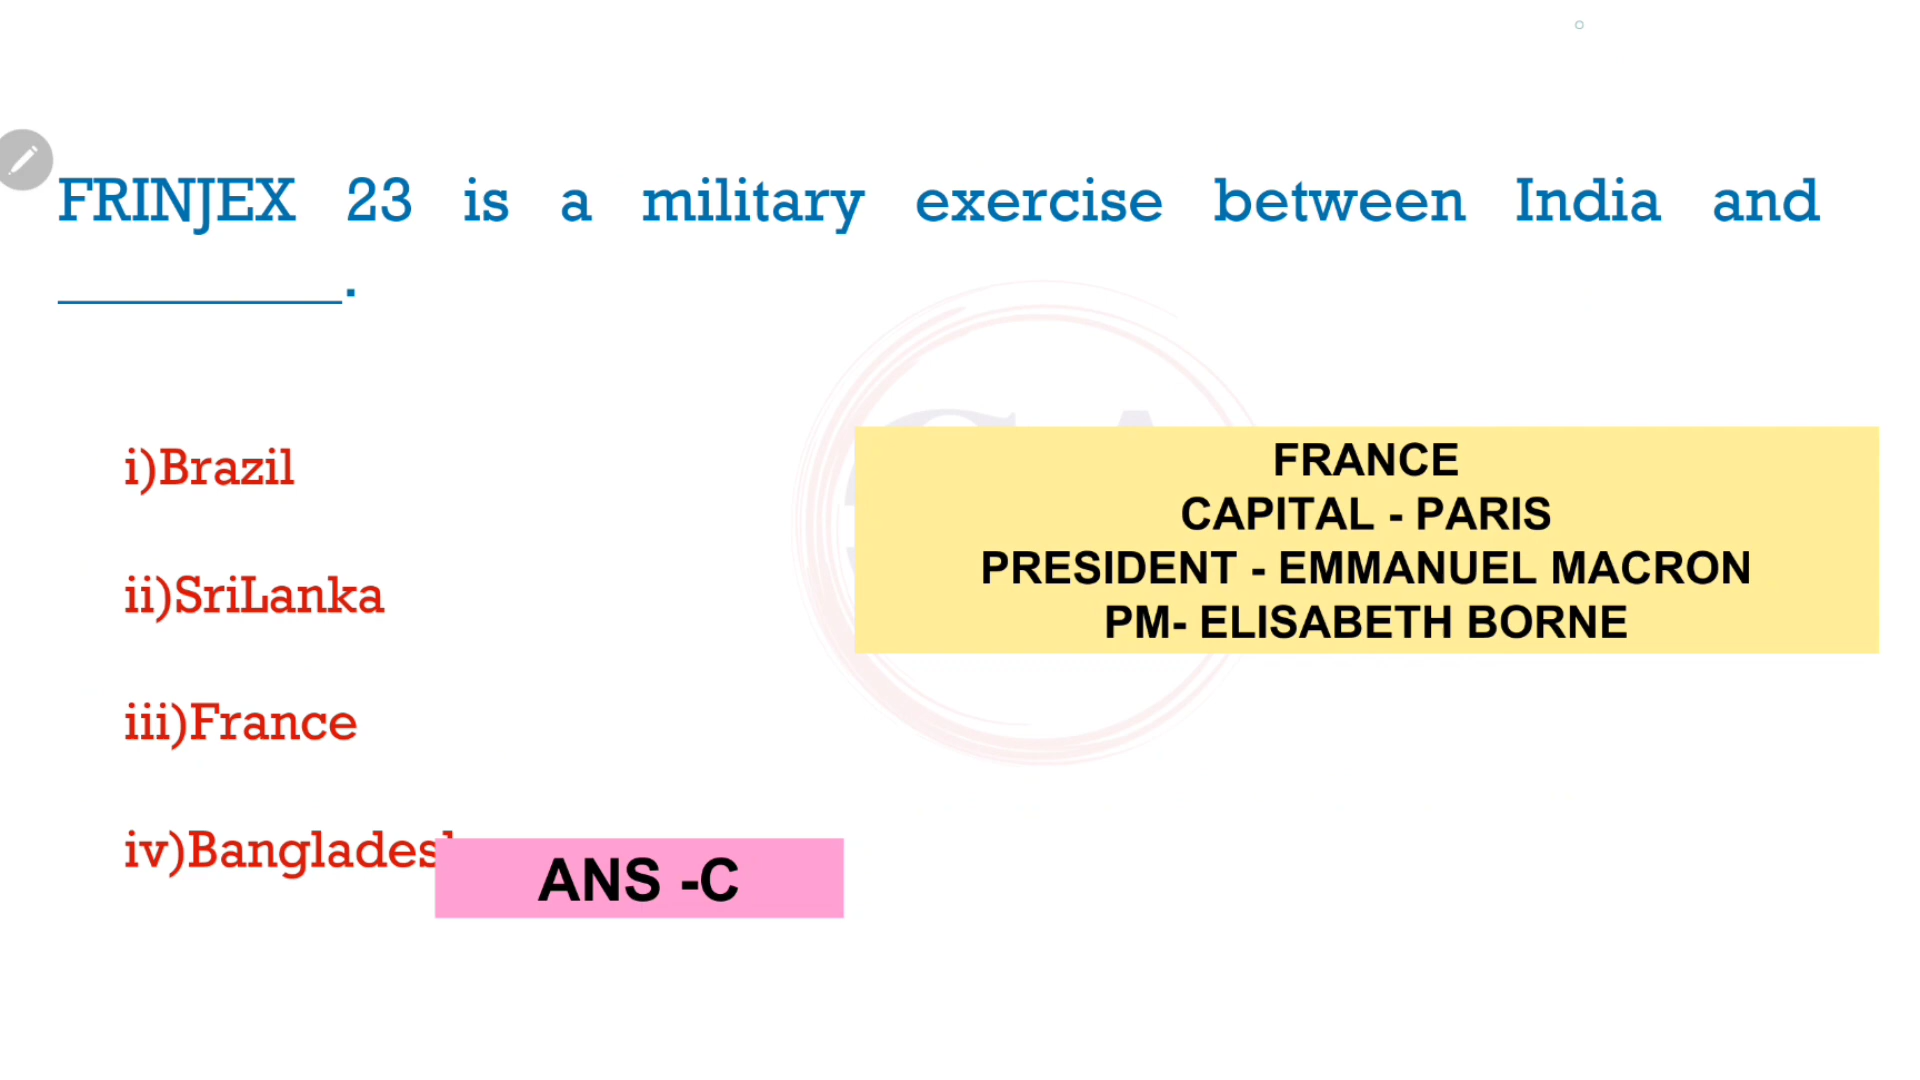 FRINJEX 23 is a military exercise between India and
__________.
i)Brazil
ii)SriLanka
iii)France
iv)Bangladesh
FRANCE
CAPITAL - PARIS
PRESIDENT - EMMANUEL MACRON
PM- ELISABETH BORNE
ANS -C